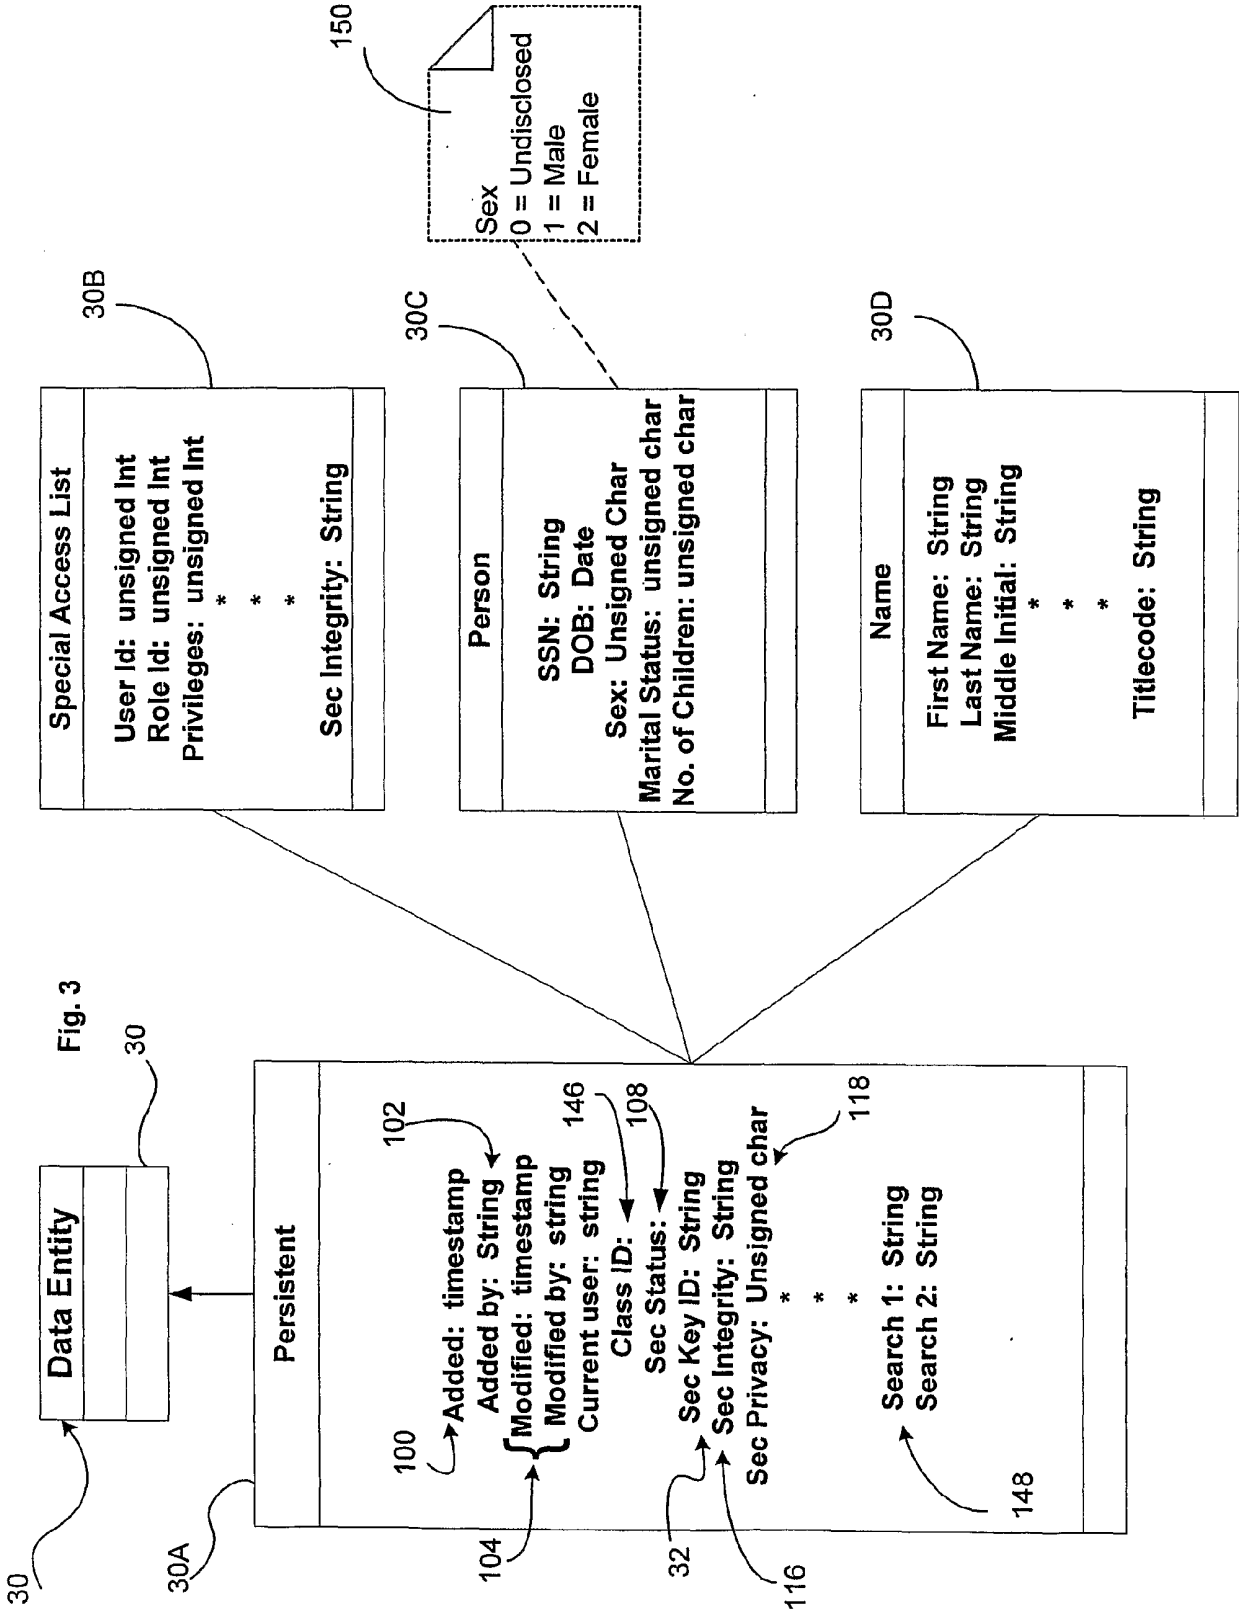 Fig. 3
30
Data Entity
30
30A
Persistent
100
Added: timestamp
Added by: String
102
104
Modified: timestamp
Modified by: string
Current user: string
Class ID:
146
Sec Status:
108
32
Sec Key ID: String
116
Sec Integrity: String
Sec Privacy: Unsigned char
118
*
*
*
148
Search 1: String
Search 2: String
30B
Special Access List
User Id: unsigned Int
Role Id: unsigned Int
Privileges: unsigned Int
*
*
*
Sec Integrity: String
30C
Person
SSN: String
DOB: Date
Sex: Unsigned Char
Marital Status: unsigned char
No. of Children: unsigned char
30D
Name
First Name: String
Last Name: String
Middle Initial: String
*
*
*
Titlecode: String
150
Sex
0 = Undisclosed
1 = Male
2 = Female